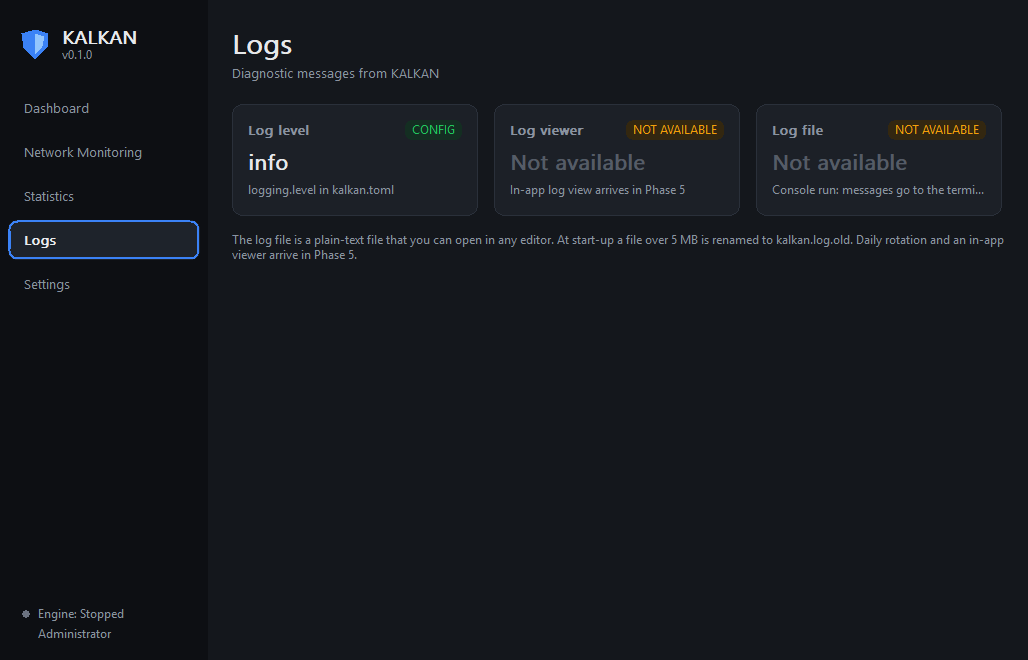 KALKAN
v0.1.0
Dashboard
Network Monitoring
Statistics
Logs
Settings
Engine: Stopped
Administrator
Logs
Diagnostic messages from KALKAN
Log level
CONFIG
info
logging.level in kalkan.toml
Log viewer
NOT AVAILABLE
Not available
In-app log view arrives in Phase 5
Log file
NOT AVAILABLE
Not available
Console run: messages go to the termi...
The log file is a plain-text file that you can open in any editor. At start-up a file over 5 MB is renamed to kalkan.log.old. Daily rotation and an in-app
viewer arrive in Phase 5.